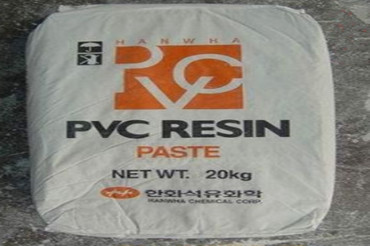 HANWHA
PVC
PVC RESIN
PASTE
NET WT. 20kg
한화석유화학
HANWHA CHEMICAL CORP.